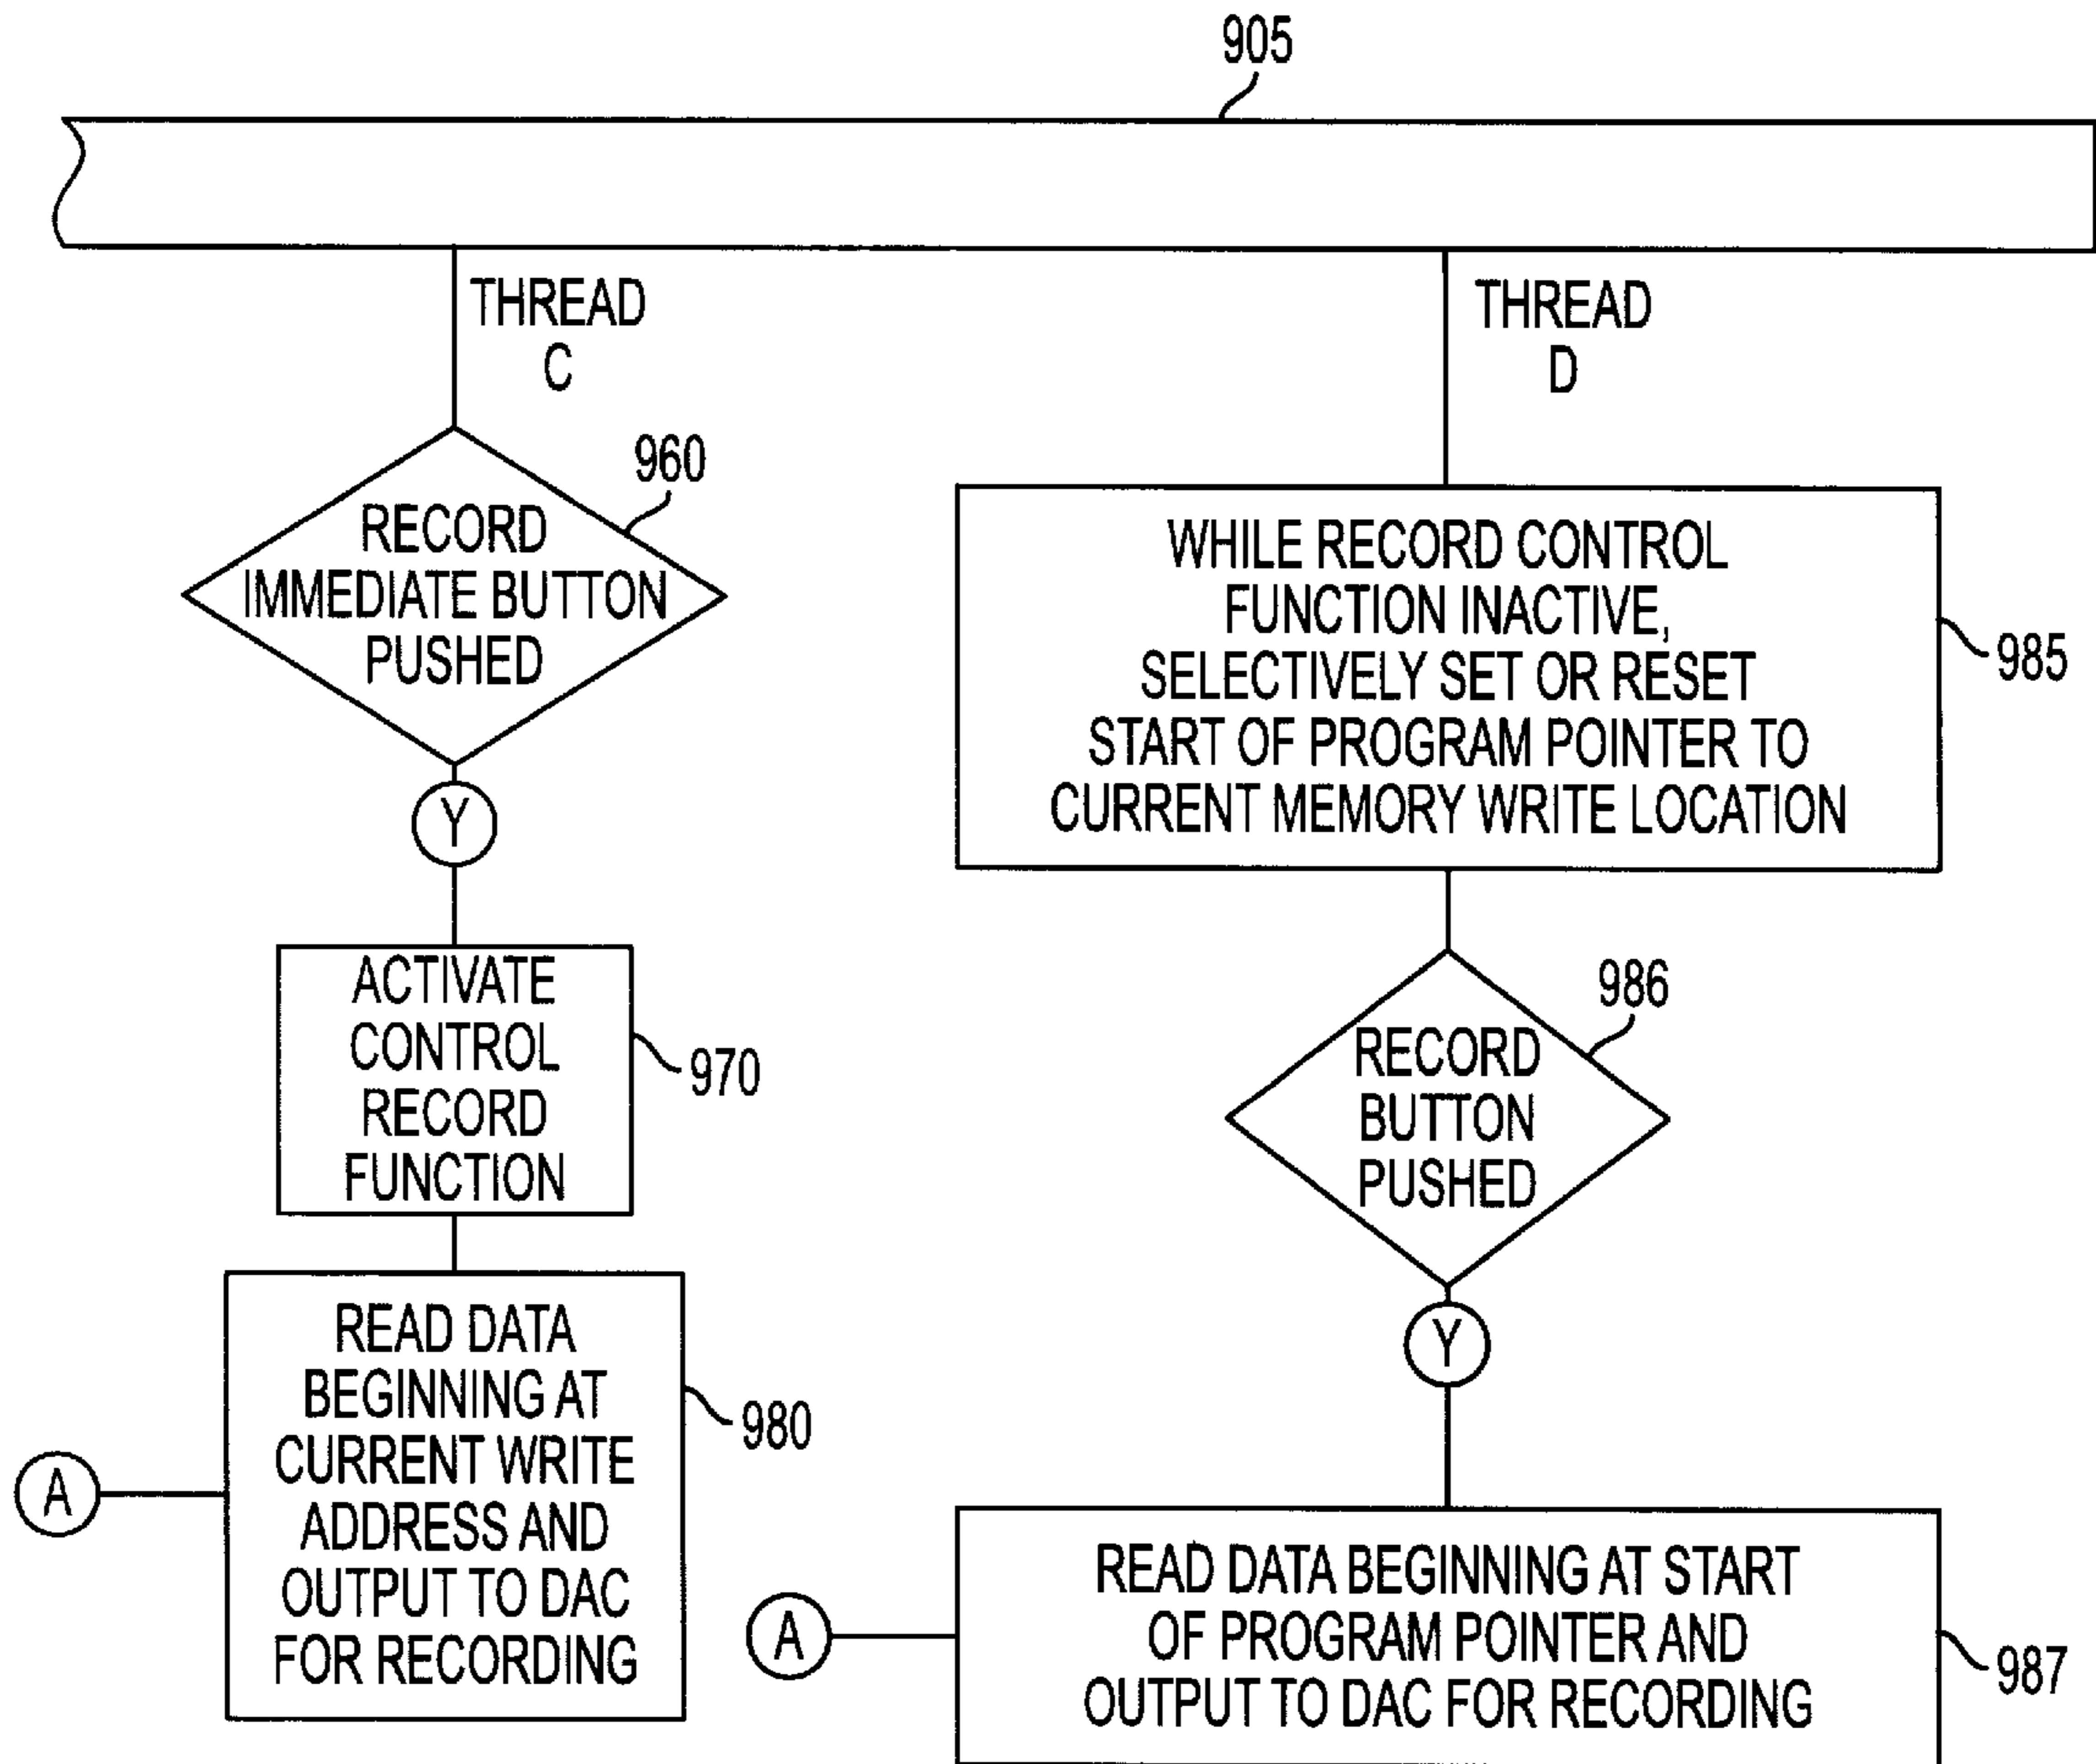 905
THREAD
C
THREAD
D
960
RECORD
IMMEDIATE BUTTON
PUSHED
WHILE RECORD CONTROL
FUNCTION INACTIVE,
SELECTIVELY SET OR RESET
START OF PROGRAM POINTER TO
CURRENT MEMORY WRITE LOCATION
985
Y
ACTIVATE
CONTROL
RECORD
FUNCTION
970
986
RECORD
BUTTON
PUSHED
Y
READ DATA
BEGINNING AT
CURRENT WRITE
ADDRESS AND
OUTPUT TO DAC
FOR RECORDING
980
A
A
READ DATA BEGINNING AT START
OF PROGRAM POINTER AND
OUTPUT TO DAC FOR RECORDING
987